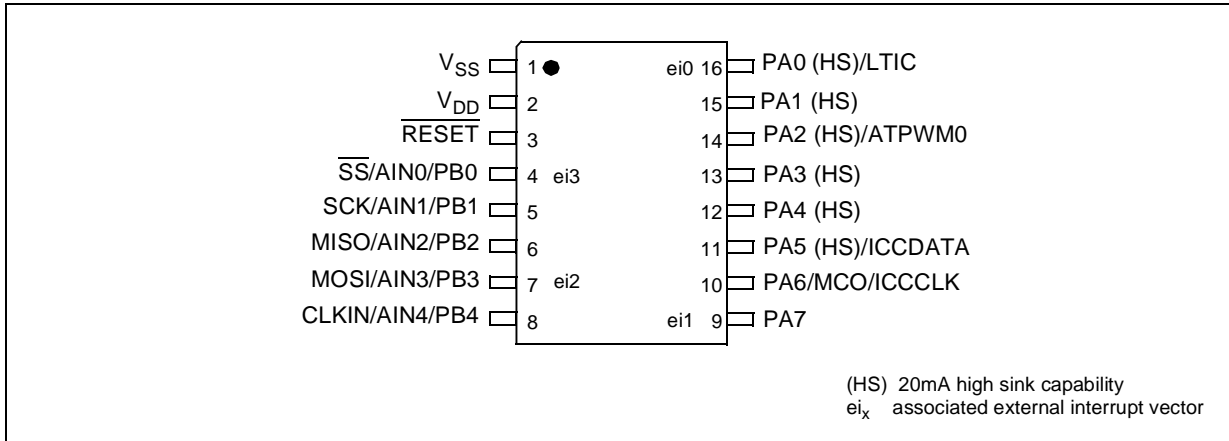 V_SS 1 ei0 16 PA0 (HS)/LTIC
V_DD 2 15 PA1 (HS)
RESET 3 14 PA2 (HS)/ATPWM0
SS/AIN0/PB0 4 ei3 13 PA3 (HS)
SCK/AIN1/PB1 5 12 PA4 (HS)
MISO/AIN2/PB2 6 11 PA5 (HS)/ICCDATA
MOSI/AIN3/PB3 7 ei2 10 PA6/MCO/ICCCLK
CLKIN/AIN4/PB4 8 ei1 9 PA7
(HS) 20mA high sink capability
ei_x associated external interrupt vector